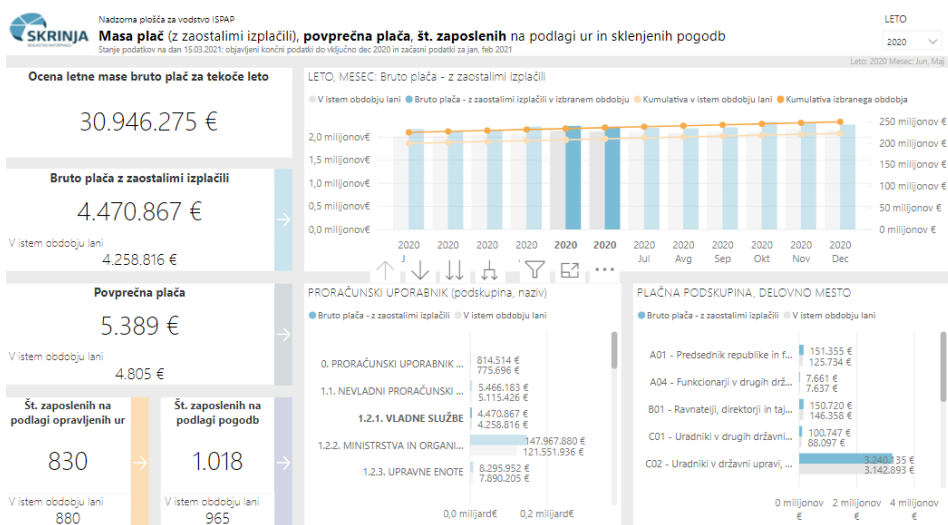 SKRINJA
Nadzorna plošča za vodstvo ISPAP
Masa plač (z zaostalimi izplačili), povprečna plača, št. zaposlenih na podlagi ur in sklenjenih pogodb
Stanje podatkov na dan 15.03.2021; objavljeni končni podatki do vključno dec 2020 in začasni podatki za jan, feb 2021
LETO
2020
Leto: 2020 Mesec: Jun, Maj
Ocena letne mase bruto plač za tekoče leto
30.946.275 €
Bruto plača z zaostalimi izplačili
4.470.867 €
V istem obdobju lani
4.258.816 €
Povprečna plača
5.389 €
V istem obdobju lani
4.805 €
Št. zaposlenih na
podlagi opravljenih ur
830
V istem obdobju lani
880
Št. zaposlenih na
podlagi pogodb
1.018
V istem obdobju lani
965
LETO, MESEC: Bruto plača - z zaostalimi izplačili
V istem obdobju lani Bruto plača - z zaostalimi izplačili v izbranem obdobju Kumulativa v istem obdobju lani Kumulativa izbranega obdobja
2,0 milijonov€
1,5 milijonov€
1,0 milijonov€
0,5 milijonov€
0,0 milijonov€
250 milijonov €
200 milijonov €
150 milijonov €
100 milijonov €
50 milijonov €
0 milijonov €
2020 2020 2020 2020 2020 2020 2020 2020 2020 2020 2020 2020
Jul Avg Sep Okt Nov Dec
PRORAČUNSKI UPORABNIK (podskupina, naziv)
Bruto plača - z zaostalimi izplačili V istem obdobju lani
0. PRORAČUNSKI UPORABNIK ...
814.514 €
775.696 €
1.1. NEVLADNI PRORAČUNSKI ...
5.466.183 €
5.115.426 €
1.2.1. VLADNE SLUŽBE
4.470.867 €
4.258.816 €
1.2.2. MINISTRSTVA IN ORGANI...
147.967.880 €
121.551.936 €
1.2.3. UPRAVNE ENOTE
8.295.952 €
7.890.205 €
0,0 milijard€ 0,2 milijard€
PLAČNA PODSKUPINA, DELOVNO MESTO
Bruto plača - z zaostalimi izplačili V istem obdobju lani
A01 - Predsednik republike in f...
151.355 €
125.734 €
A04 - Funkcionarji v drugih drž...
7.661 €
7.637 €
B01 - Ravnatelji, direktorji in taj...
150.720 €
146.358 €
C01 - Uradniki v drugih državni...
100.747 €
88.097 €
C02 - Uradniki v državni upravi, ...
3.240.135 €
3.142.893 €
0 milijonov 2 milijonov 4 milijonov
€ € €